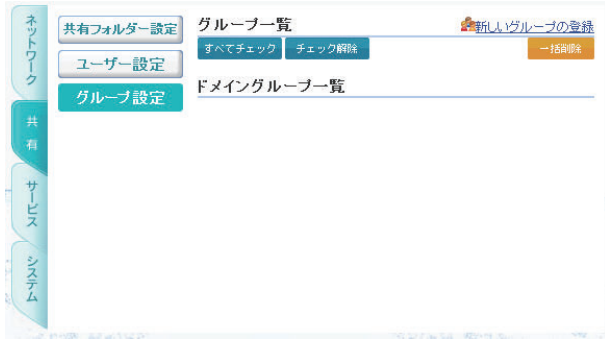 ネットワーク
共有
サービス
システム
共有フォルダー設定
ユーザー設定
グループ設定
グループ一覧
新しいグループの登録
すべてチェック
チェック解除
一括削除
ドメイングループ一覧